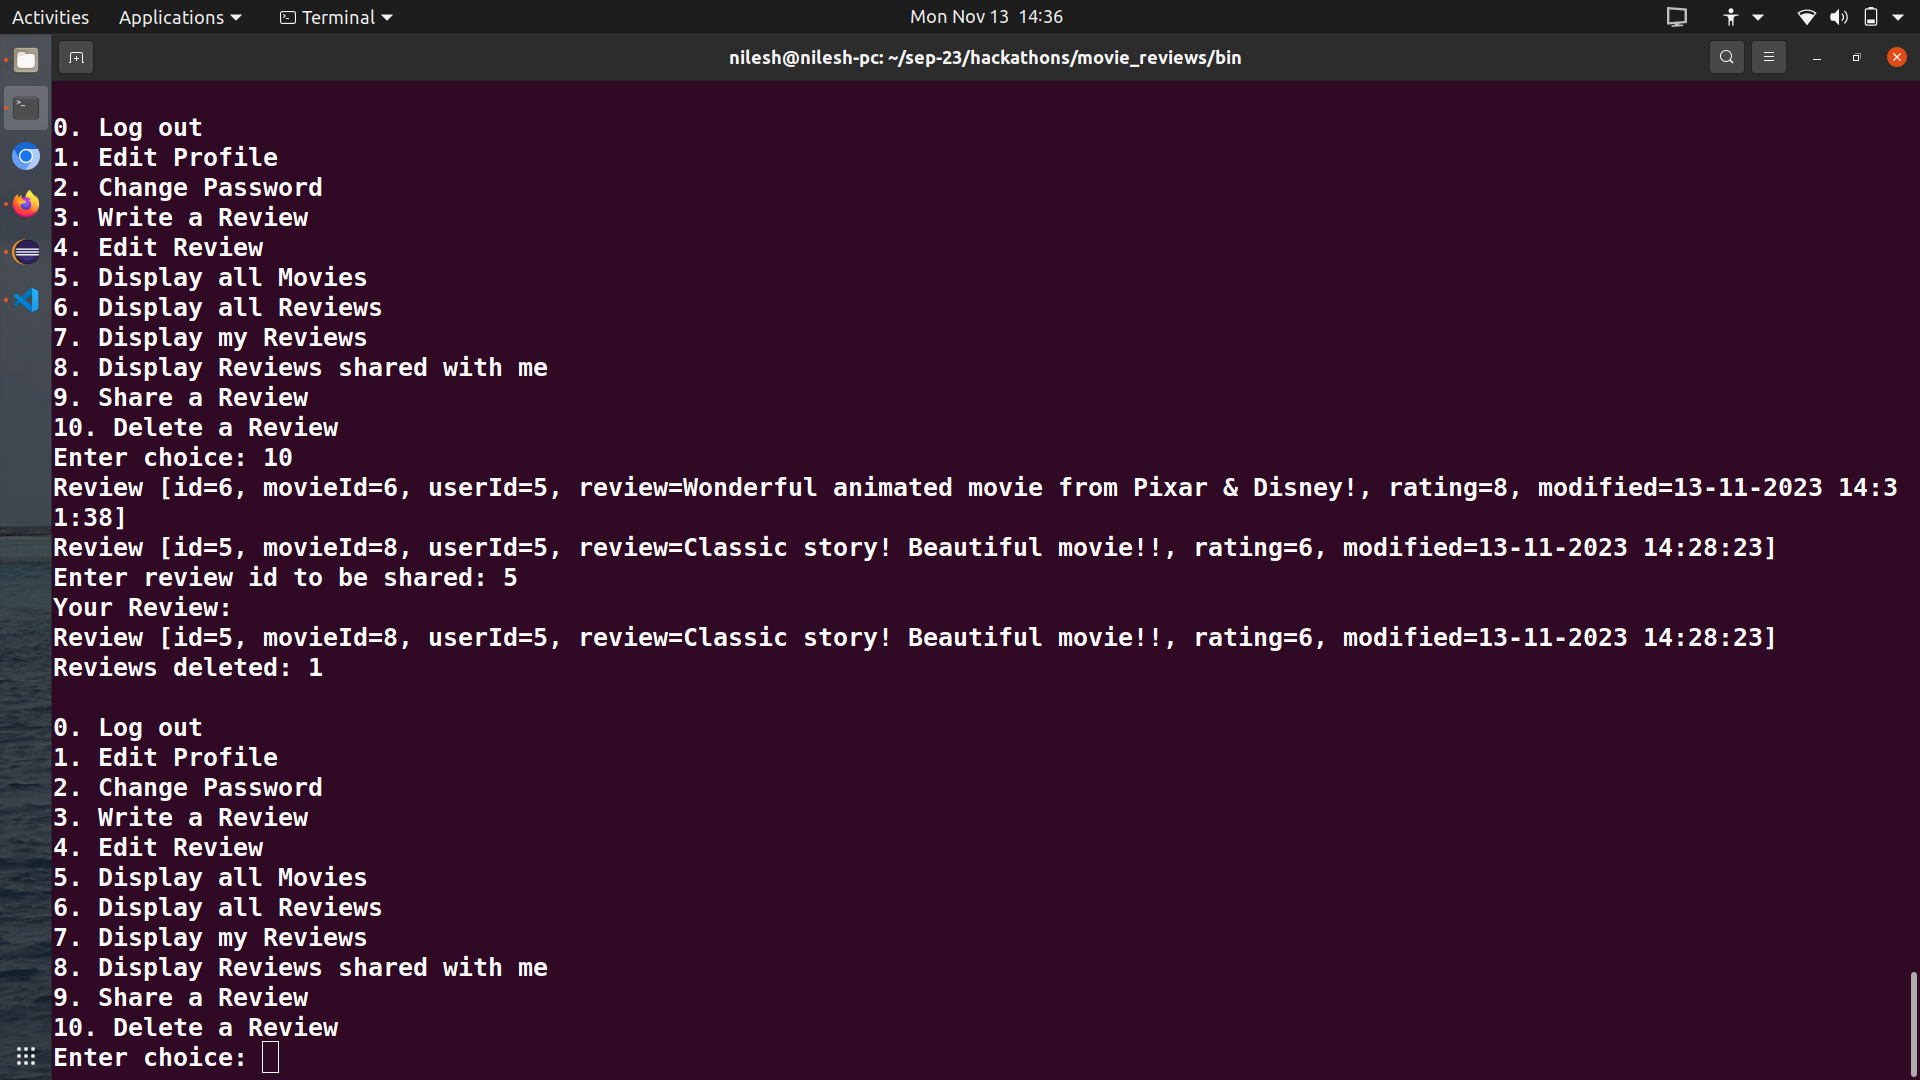 Activities Applications Terminal Mon Nov 13 14:36
nilesh@nilesh-pc: ~/sep-23/hackathons/movie_reviews/bin
0. Log out
1. Edit Profile
2. Change Password
3. Write a Review
4. Edit Review
5. Display all Movies
6. Display all Reviews
7. Display my Reviews
8. Display Reviews shared with me
9. Share a Review
10. Delete a Review
Enter choice: 10
Review [id=6, movieId=6, userId=5, review=Wonderful animated movie from Pixar & Disney!, rating=8, modified=13-11-2023 14:3
1:38]
Review [id=5, movieId=8, userId=5, review=Classic story! Beautiful movie!!, rating=6, modified=13-11-2023 14:28:23]
Enter review id to be shared: 5
Your Review:
Review [id=5, movieId=8, userId=5, review=Classic story! Beautiful movie!!, rating=6, modified=13-11-2023 14:28:23]
Reviews deleted: 1
0. Log out
1. Edit Profile
2. Change Password
3. Write a Review
4. Edit Review
5. Display all Movies
6. Display all Reviews
7. Display my Reviews
8. Display Reviews shared with me
9. Share a Review
10. Delete a Review
Enter choice: